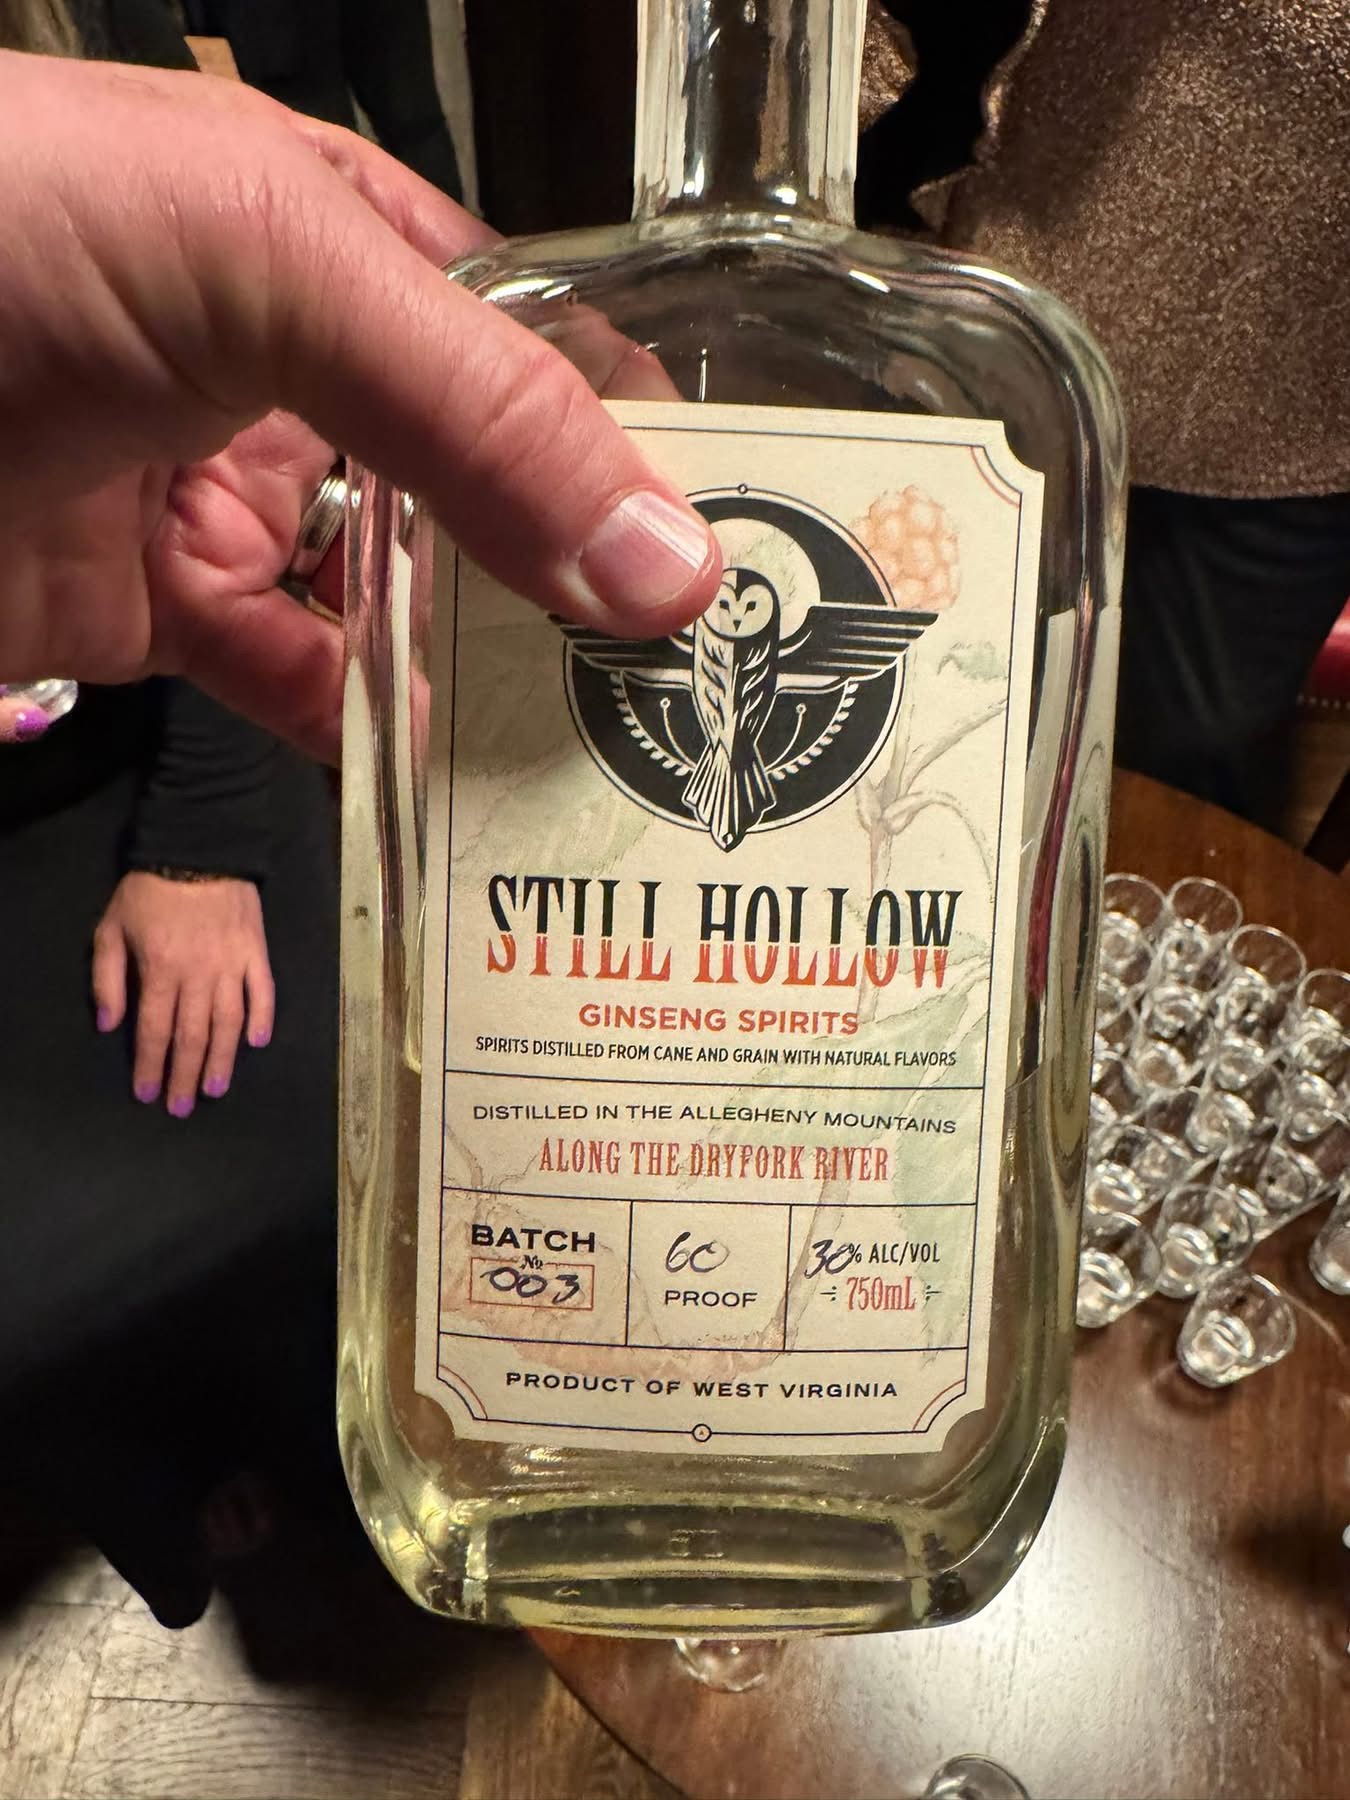 STILL HOLLOW
GINSENG SPIRITS
SPIRITS DISTILLED FROM CANE AND GRAIN WITH NATURAL FLAVORS
DISTILLED IN THE ALLEGHENY MOUNTAINS
ALONG THE DRYFORK RIVER
BATCH
No
003
60
PROOF
30% ALC/VOL
750mL
PRODUCT OF WEST VIRGINIA